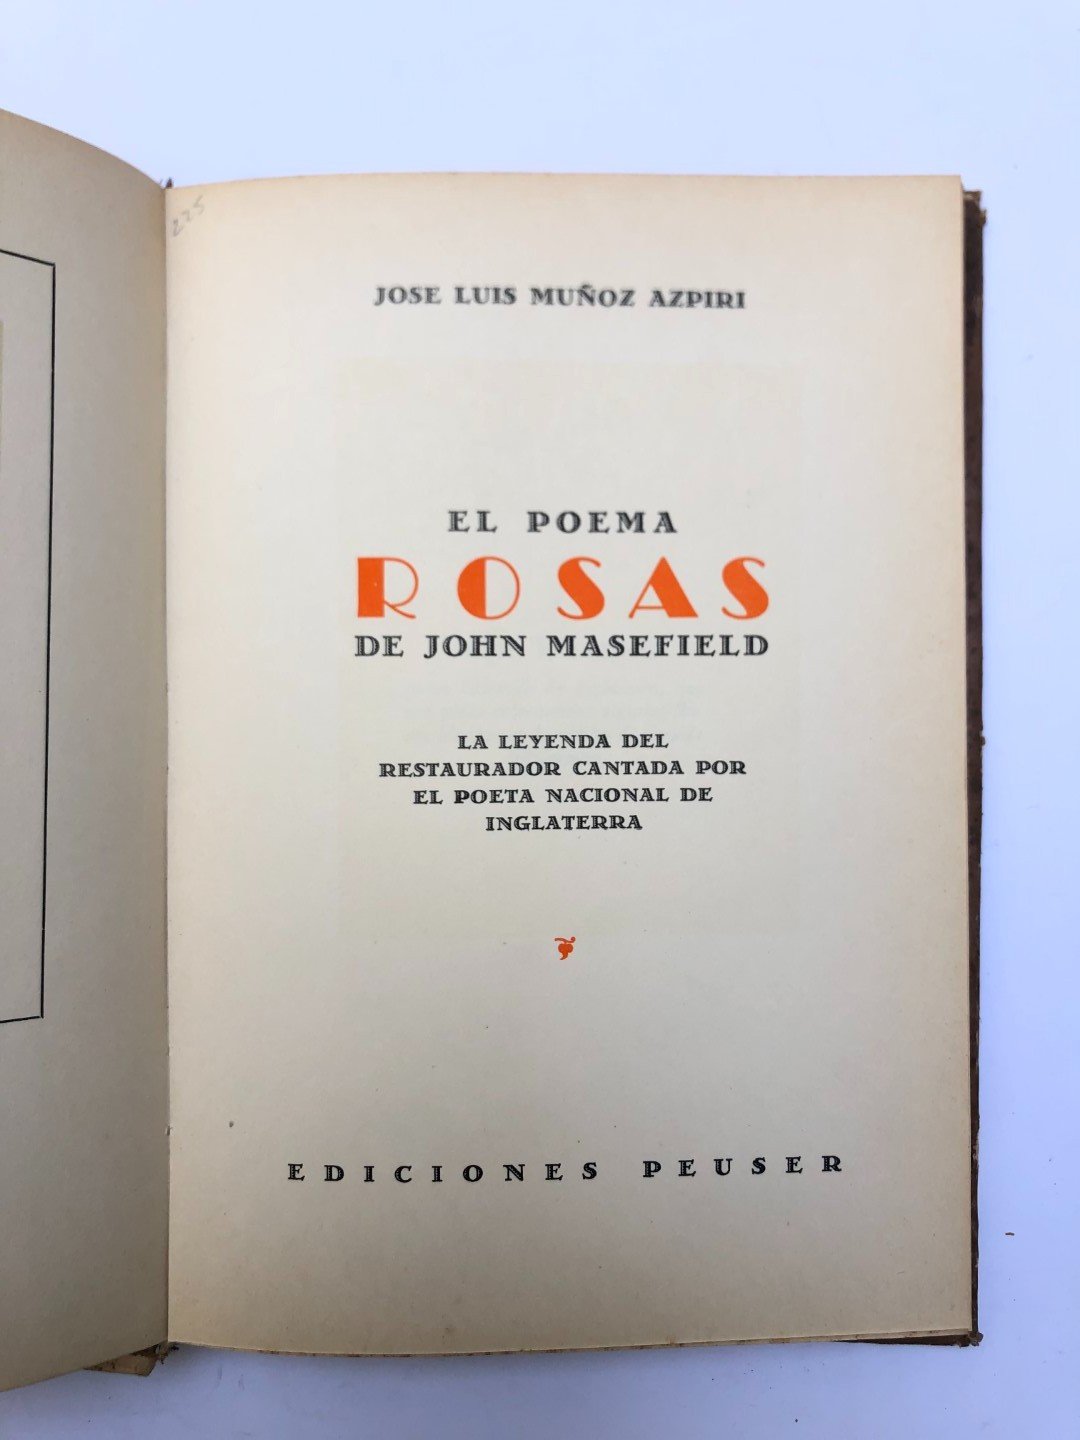 225
JOSE LUIS MUÑOZ AZPIRI
EL POEMA
ROSAS
DE JOHN MASEFIELD
LA LEYENDA DEL
RESTAURADOR CANTADA POR
EL POETA NACIONAL DE
INGLATERRA
EDICIONES PEUSER